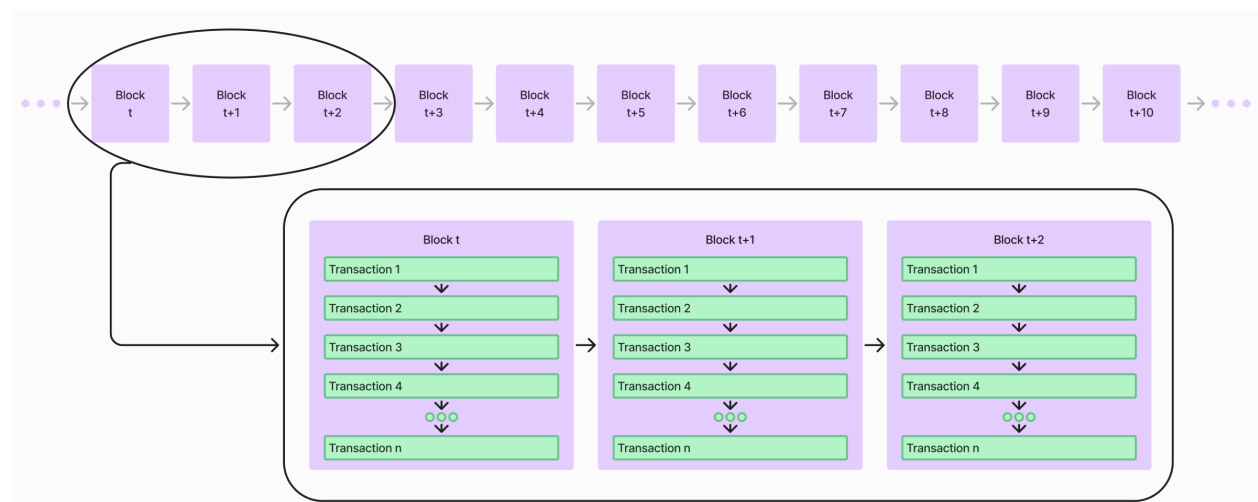 Block
t
Block
t+1
Block
t+2
Block
t+3
Block
t+4
Block
t+5
Block
t+6
Block
t+7
Block
t+8
Block
t+9
Block
t+10
Block t
Transaction 1
Transaction 2
Transaction 3
Transaction 4
Transaction n
Block t+1
Transaction 1
Transaction 2
Transaction 3
Transaction 4
Transaction n
Block t+2
Transaction 1
Transaction 2
Transaction 3
Transaction 4
Transaction n